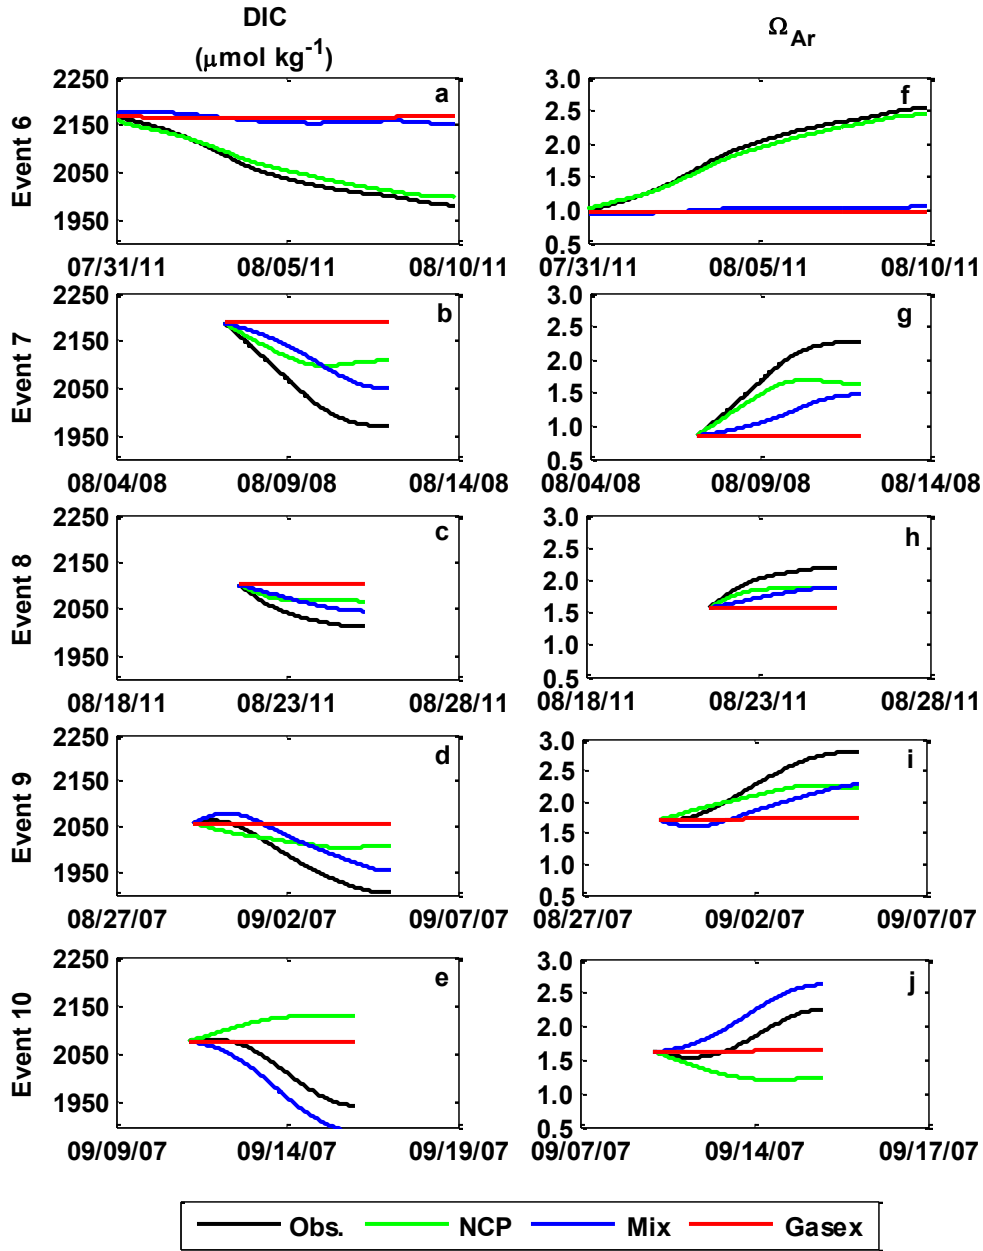 DIC
(μmol kg⁻¹)
Ω_Ar
Event 6
2250
2150
2050
1950
a
07/31/11 08/05/11 08/10/11
3.0
2.5
2.0
1.5
1.0
0.5
f
07/31/11 08/05/11 08/10/11
Event 7
2250
2150
2050
1950
b
08/04/08 08/09/08 08/14/08
3.0
2.5
2.0
1.5
1.0
0.5
g
08/04/08 08/09/08 08/14/08
Event 8
2250
2150
2050
1950
c
08/18/11 08/23/11 08/28/11
3.0
2.5
2.0
1.5
1.0
0.5
h
08/18/11 08/23/11 08/28/11
Event 9
2250
2150
2050
1950
d
08/27/07 09/02/07 09/07/07
3.0
2.5
2.0
1.5
1.0
0.5
i
08/27/07 09/02/07 09/07/07
Event 10
2250
2150
2050
1950
e
09/09/07 09/14/07 09/19/07
3.0
2.5
2.0
1.5
1.0
0.5
j
09/07/07 09/14/07 09/17/07
Obs. NCP Mix Gasex